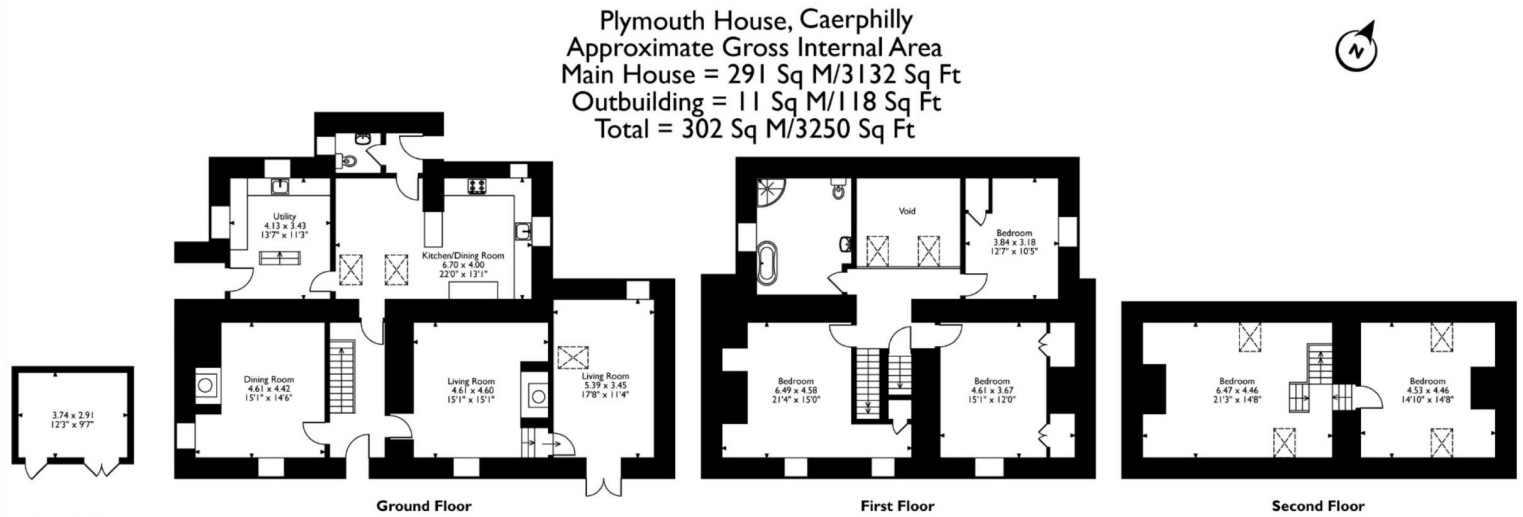 Plymouth House, Caerphilly
Approximate Gross Internal Area
Main House = 291 Sq M/3132 Sq Ft
Outbuilding = 11 Sq M/118 Sq Ft
Total = 302 Sq M/3250 Sq Ft
N
Utility
4.13 x 3.43
13'7" x 11'3"
Kitchen/Dining Room
6.70 x 4.00
22'0" x 13'1"
Dining Room
4.61 x 4.42
15'1" x 14'6"
Living Room
4.61 x 4.60
15'1" x 15'1"
Living Room
5.39 x 3.45
17'8" x 11'4"
3.74 x 2.91
12'3" x 9'7"
Ground Floor
Void
Bedroom
3.84 x 3.18
12'7" x 10'5"
Bedroom
6.49 x 4.58
21'4" x 15'0"
Bedroom
4.61 x 3.67
15'1" x 12'0"
First Floor
Bedroom
6.47 x 4.46
21'3" x 14'8"
Bedroom
4.53 x 4.46
14'10" x 14'8"
Second Floor